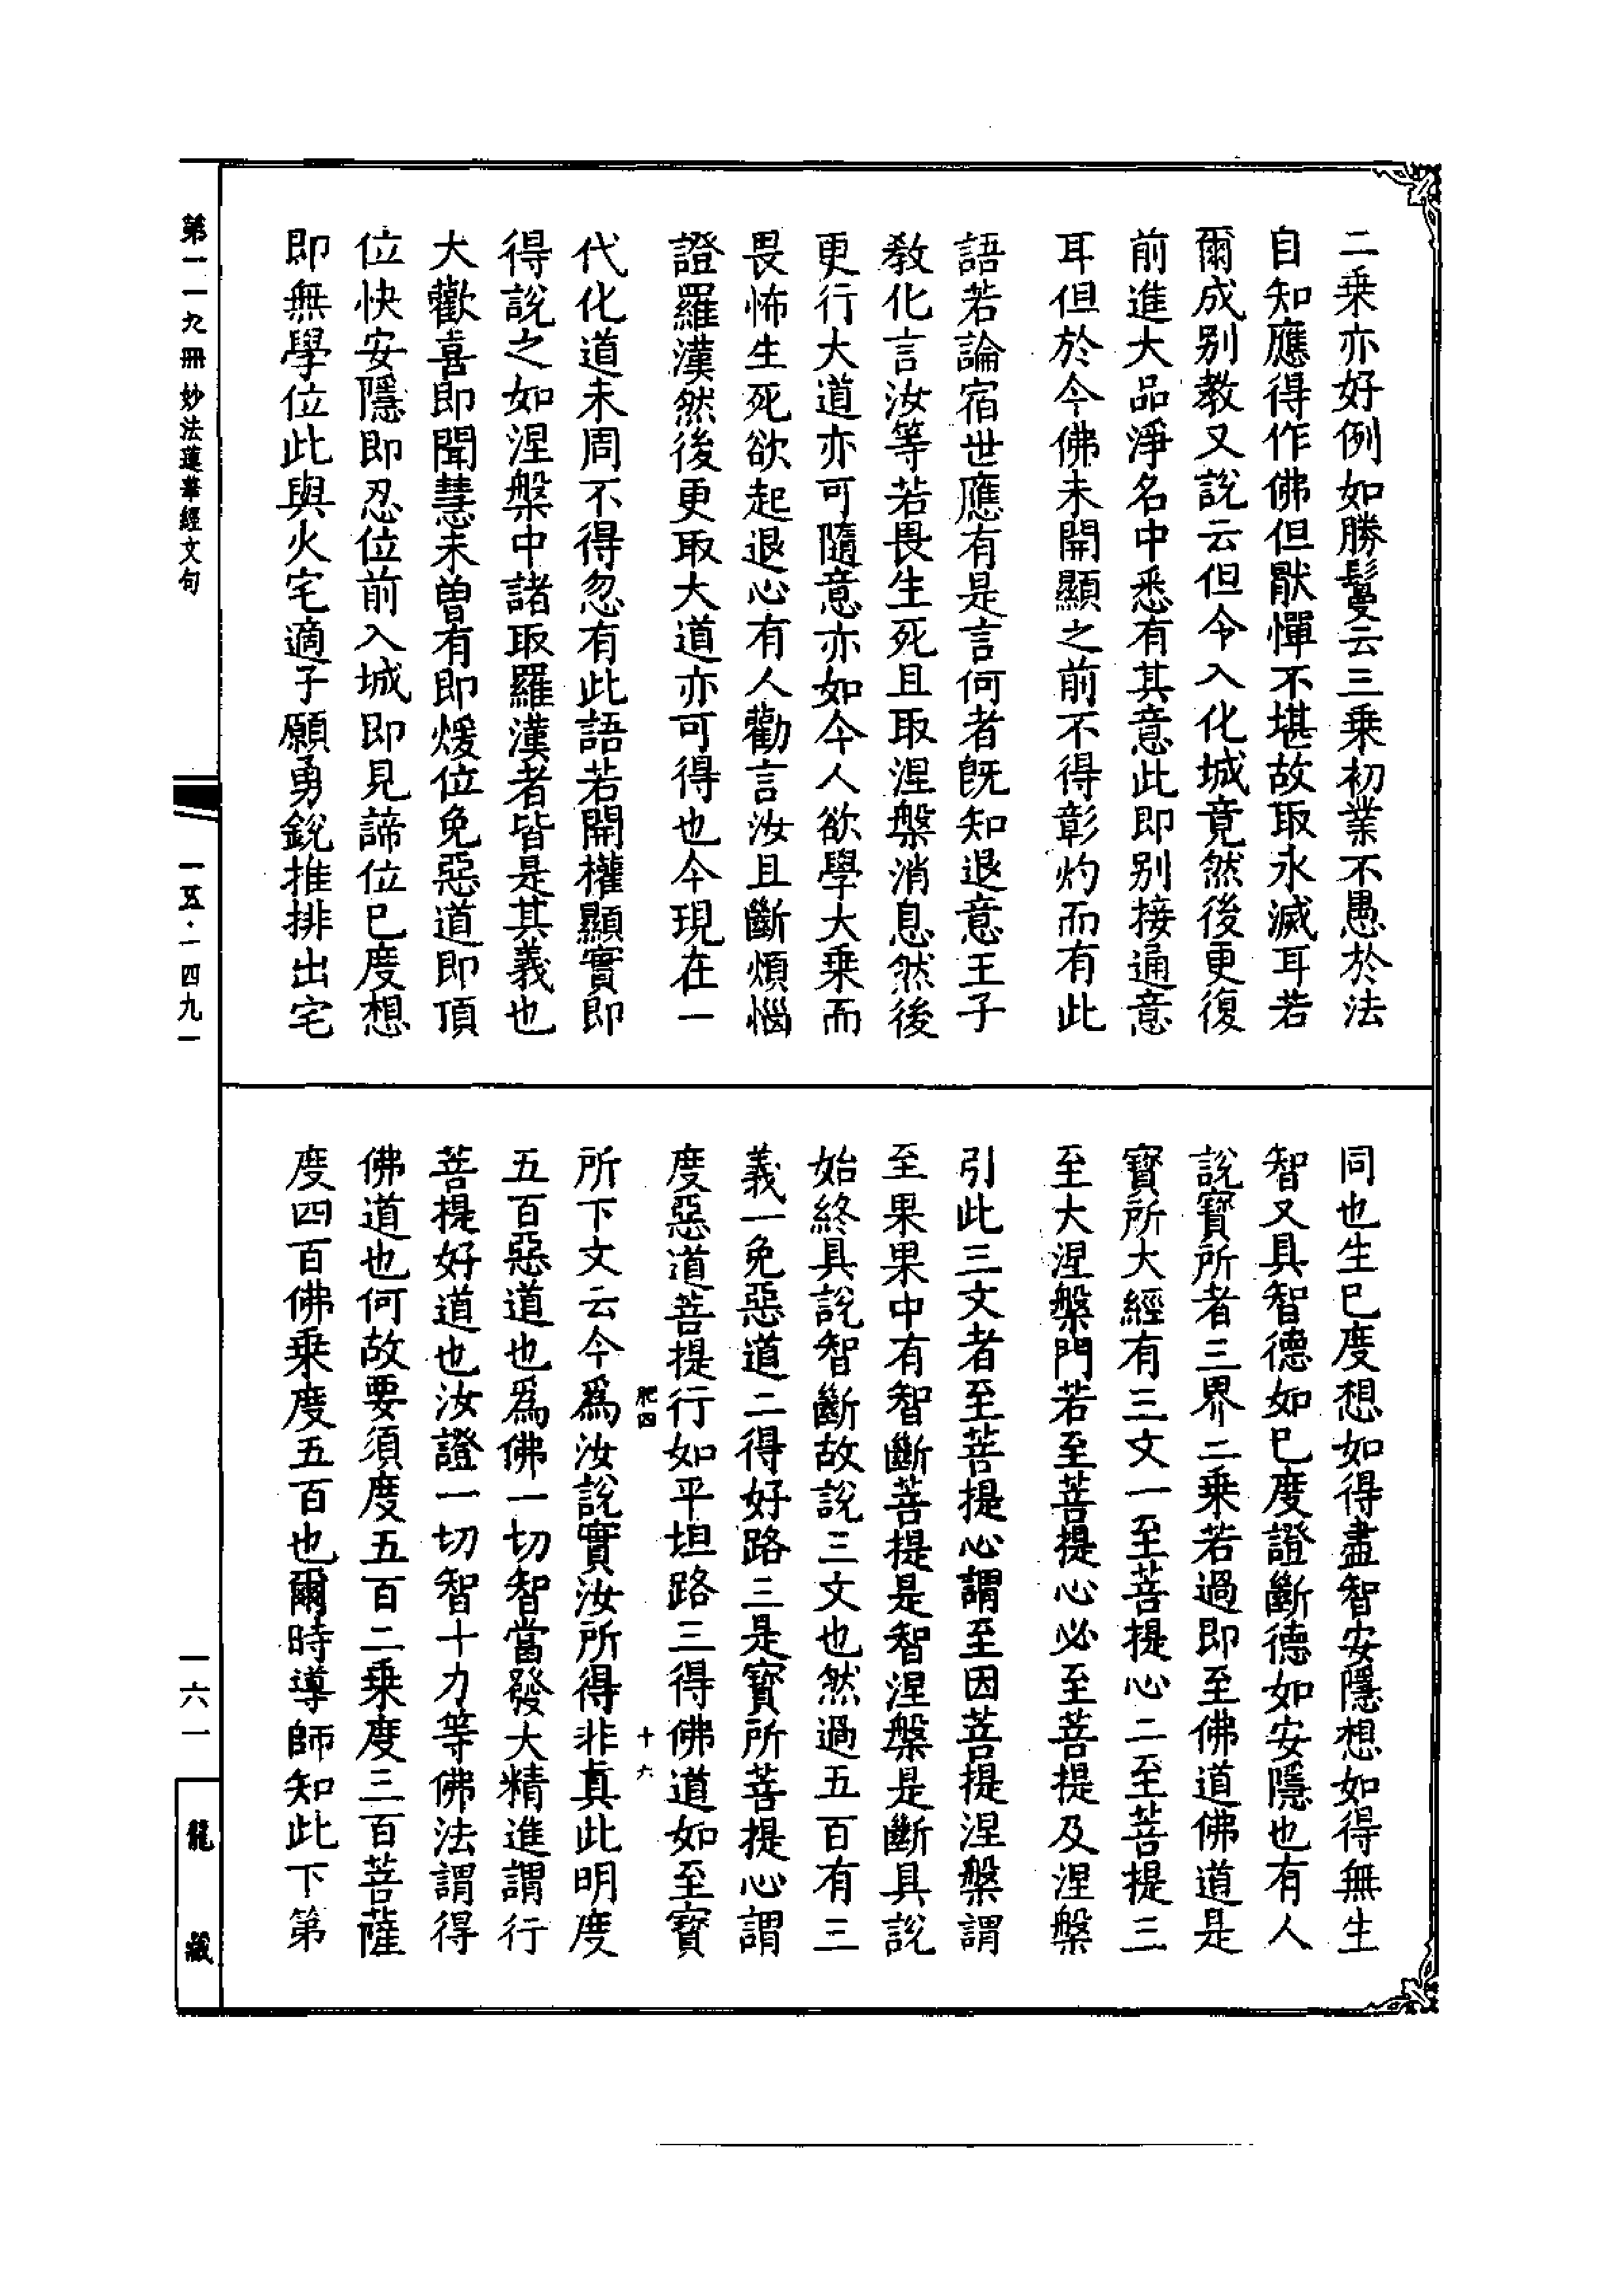 二乗亦好例如勝鬘云三乗初業不愚於法
自知應得作佛但猒憚不堪故取永滅耳若
爾成别教又說云但令入化城竟然後更復
前進大品淨名中悉有其意此即别接通意
耳但於今佛未開顯之前不得彰灼而有此
語若論宿世應有是言何者旣知退意王子
教化言汝等若畏生死且取涅槃消息然後
更行大道亦可隨意亦如今人欲學大乗而
畏怖生死欲起退心有人勸言汝且斷煩惱
證羅漢然後更取大道亦可得也今現在一
代化道未周不得忽有此語若開權顯實即
得說之如涅槃中諸取羅漢者皆是其義也
大歡喜即聞慧未曾有即煖位免惡道即頂
位快安隱即忍位前入城即見諦位已度想
即無學位此與火宅適子願勇銳推排出宅
同也生已度想如得盡智安隱想如得無生
智又具智德如已度證斷德如安隱也有人
說寳所者三界二乗若過即至佛道佛道是
寳所大經有三文一至菩提心二至菩提三
至大涅槃門若至菩提心必至菩提及涅槃
引此三文者至菩提心謂至因菩提涅槃謂
至果果中有智斷菩提是智涅槃是斷具說
始終具說智斷故說三文也然過五百有三
義一免惡道二得好路三是寳所菩提心謂
度惡道菩提行如平坦路三得佛道如至寳
肥四 十六
所下文云今爲汝說實汝所得非真此明度
五百惡道也爲佛一切智當發大精進謂行
菩提好道也汝證一切智十力等佛法謂得
佛道也何故要須度五百二乗度三百菩薩
度四百佛乗度五百也爾時導師知此下第
第一一九冊 妙法蓮華經文句
一五·一四九一
一六一
龍藏